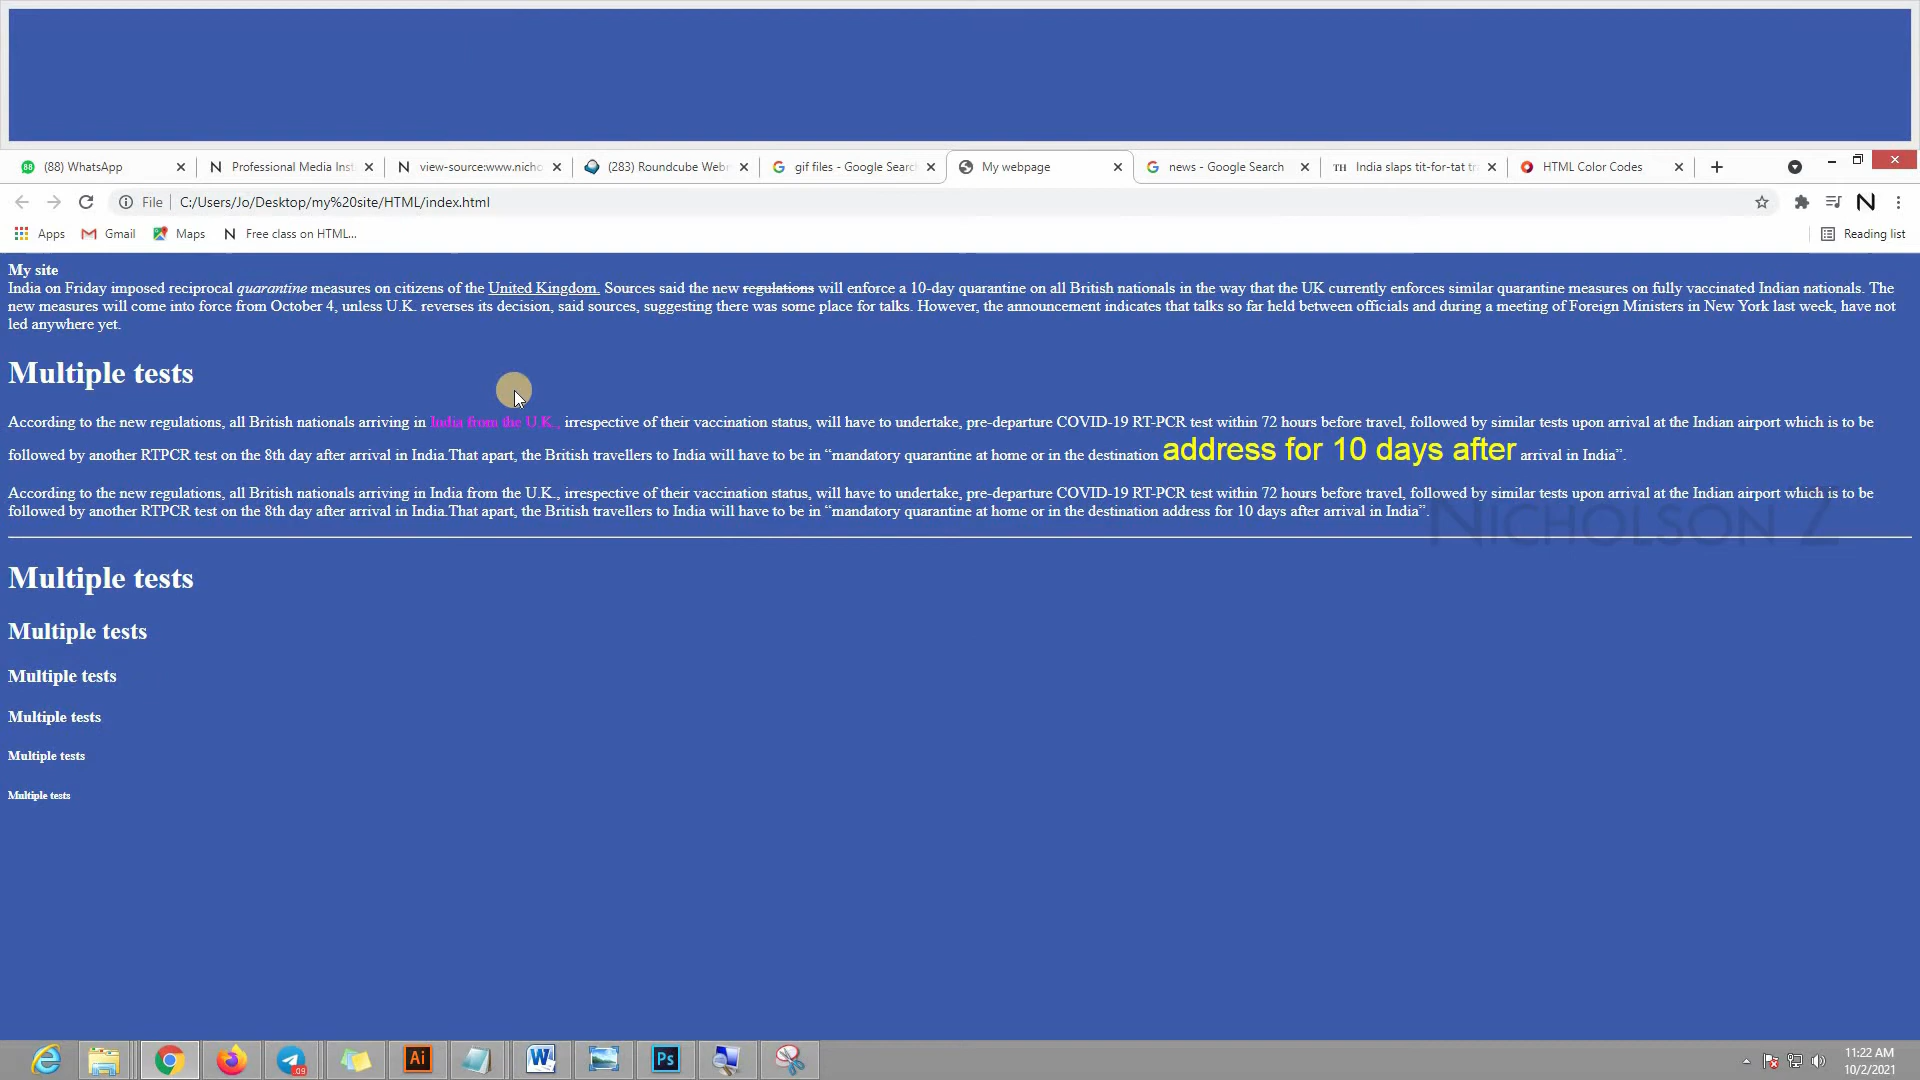 (88) WhatsApp
Professional Media Inst
view-source:www.nicho
(283) Roundcube Webm
gif files - Google Search
My webpage
news - Google Search
TH India slaps tit-for-tat tr
HTML Color Codes
File C:/Users/Jo/Desktop/my%20site/HTML/index.html
Apps Gmail Maps Free class on HTML... Reading list
My site
India on Friday imposed reciprocal quarantine measures on citizens of the United Kingdom. Sources said the new regulations will enforce a 10-day quarantine on all British nationals in the way that the UK currently enforces similar quarantine measures on fully vaccinated Indian nationals. The
new measures will come into force from October 4, unless U.K. reverses its decision, said sources, suggesting there was some place for talks. However, the announcement indicates that talks so far held between officials and during a meeting of Foreign Ministers in New York last week, have not
led anywhere yet.
Multiple tests
According to the new regulations, all British nationals arriving in India from the U.K., irrespective of their vaccination status, will have to undertake, pre-departure COVID-19 RT-PCR test within 72 hours before travel, followed by similar tests upon arrival at the Indian airport which is to be
followed by another RTPCR test on the 8th day after arrival in India.That apart, the British travellers to India will have to be in “mandatory quarantine at home or in the destination address for 10 days after arrival in India”.
According to the new regulations, all British nationals arriving in India from the U.K., irrespective of their vaccination status, will have to undertake, pre-departure COVID-19 RT-PCR test within 72 hours before travel, followed by similar tests upon arrival at the Indian airport which is to be
followed by another RTPCR test on the 8th day after arrival in India.That apart, the British travellers to India will have to be in “mandatory quarantine at home or in the destination address for 10 days after arrival in India”.
NICHOLSON Z
Multiple tests
Multiple tests
Multiple tests
Multiple tests
Multiple tests
Multiple tests
.09
Ai
W
Ps
11:22 AM
10/2/2021